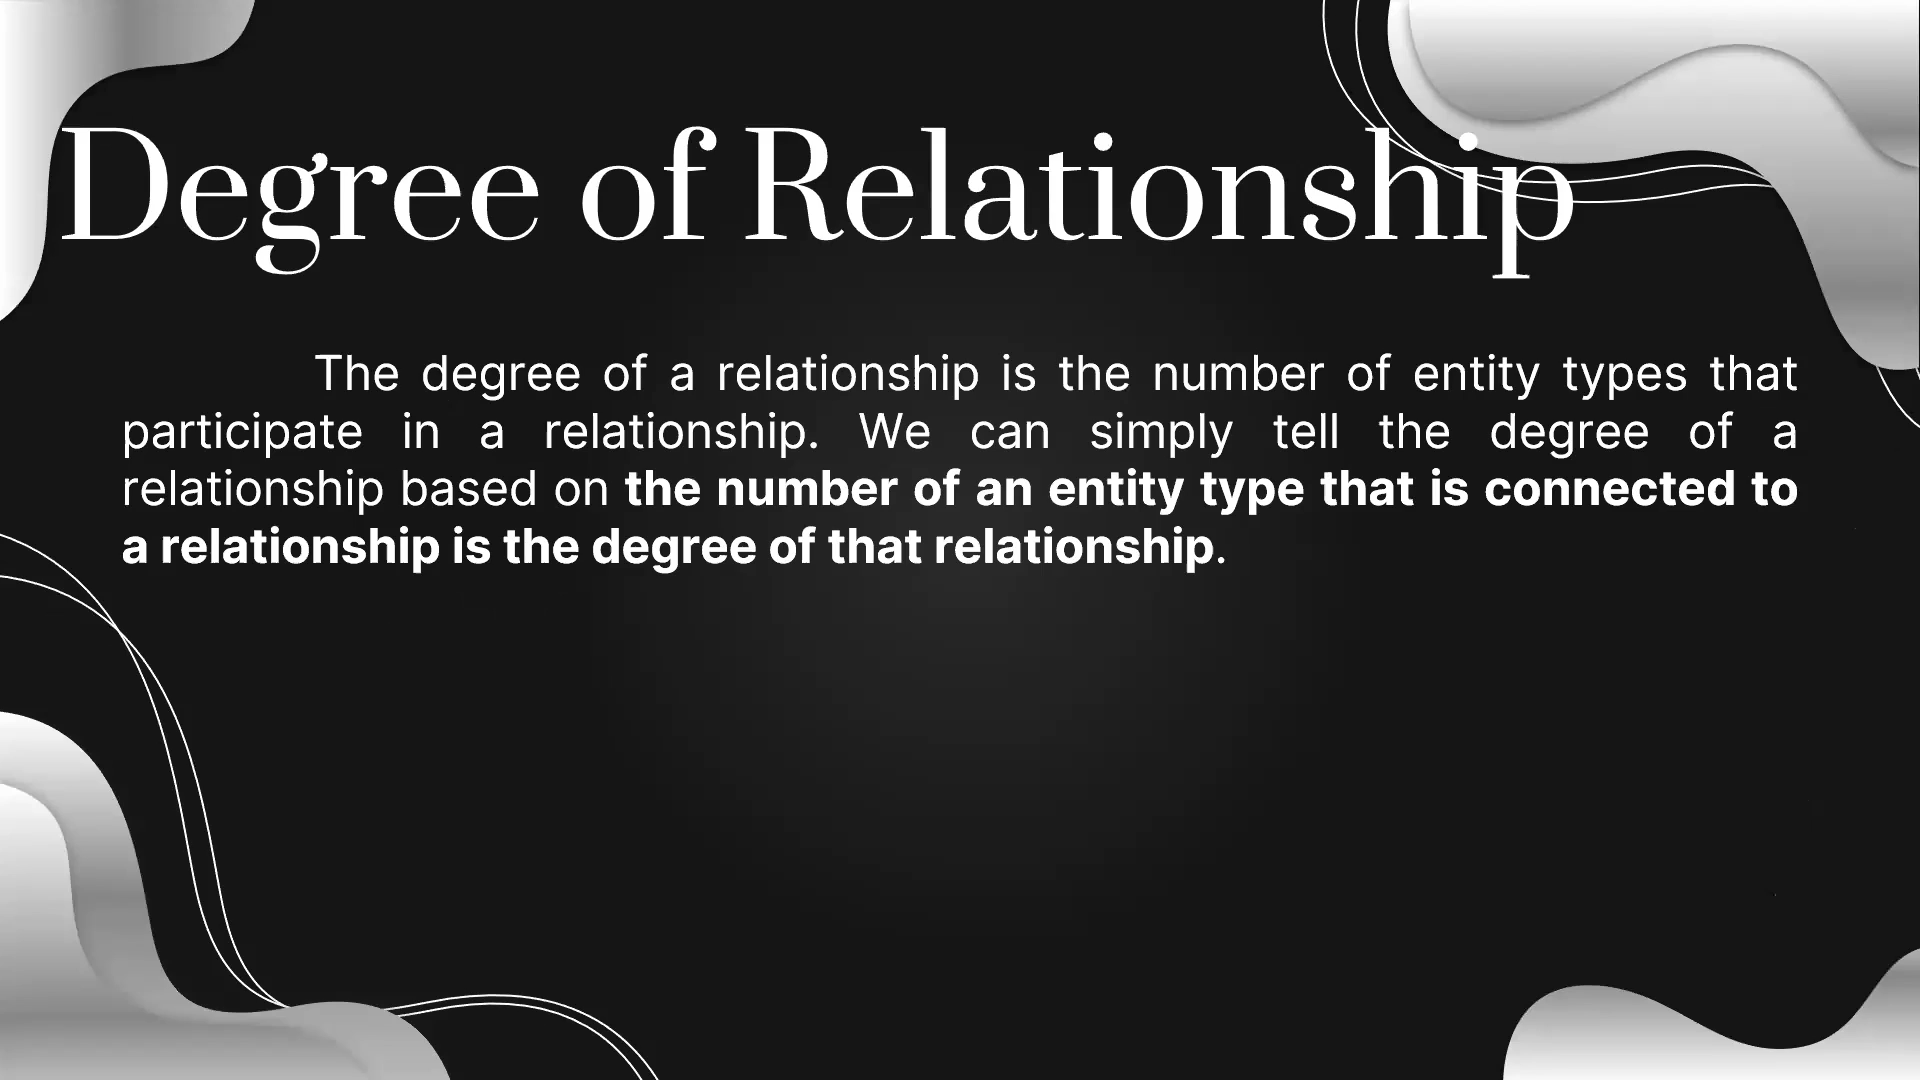 Degree of Relationship
The degree of a relationship is the number of entity types that
participate in a relationship. We can simply tell the degree of a
relationship based on the number of an entity type that is connected to
a relationship is the degree of that relationship.